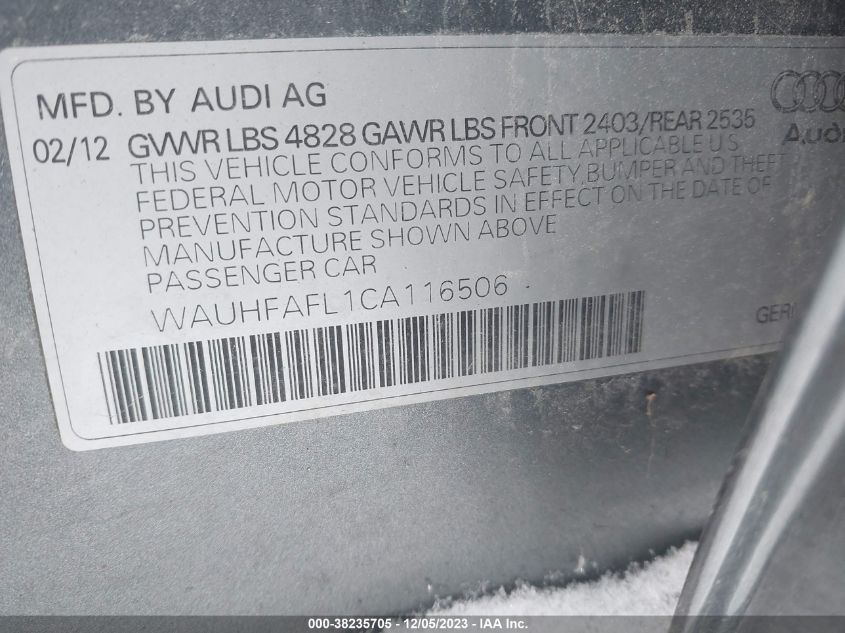 MFD. BY AUDI AG
Audi
02/12 GVWR LBS 4828 GAWR LBS FRONT 2403/REAR 2535
THIS VEHICLE CONFORMS TO ALL APPLICABLE US
FEDERAL MOTOR VEHICLE SAFETY,BUMPER AND THEFT
PREVENTION STANDARDS IN EFFECT ON THE DATE OF
MANUFACTURE SHOWN ABOVE
PASSENGER CAR
WAUHFAFL1CA116506
000-38235705 - 12/05/2023 - IAA Inc.